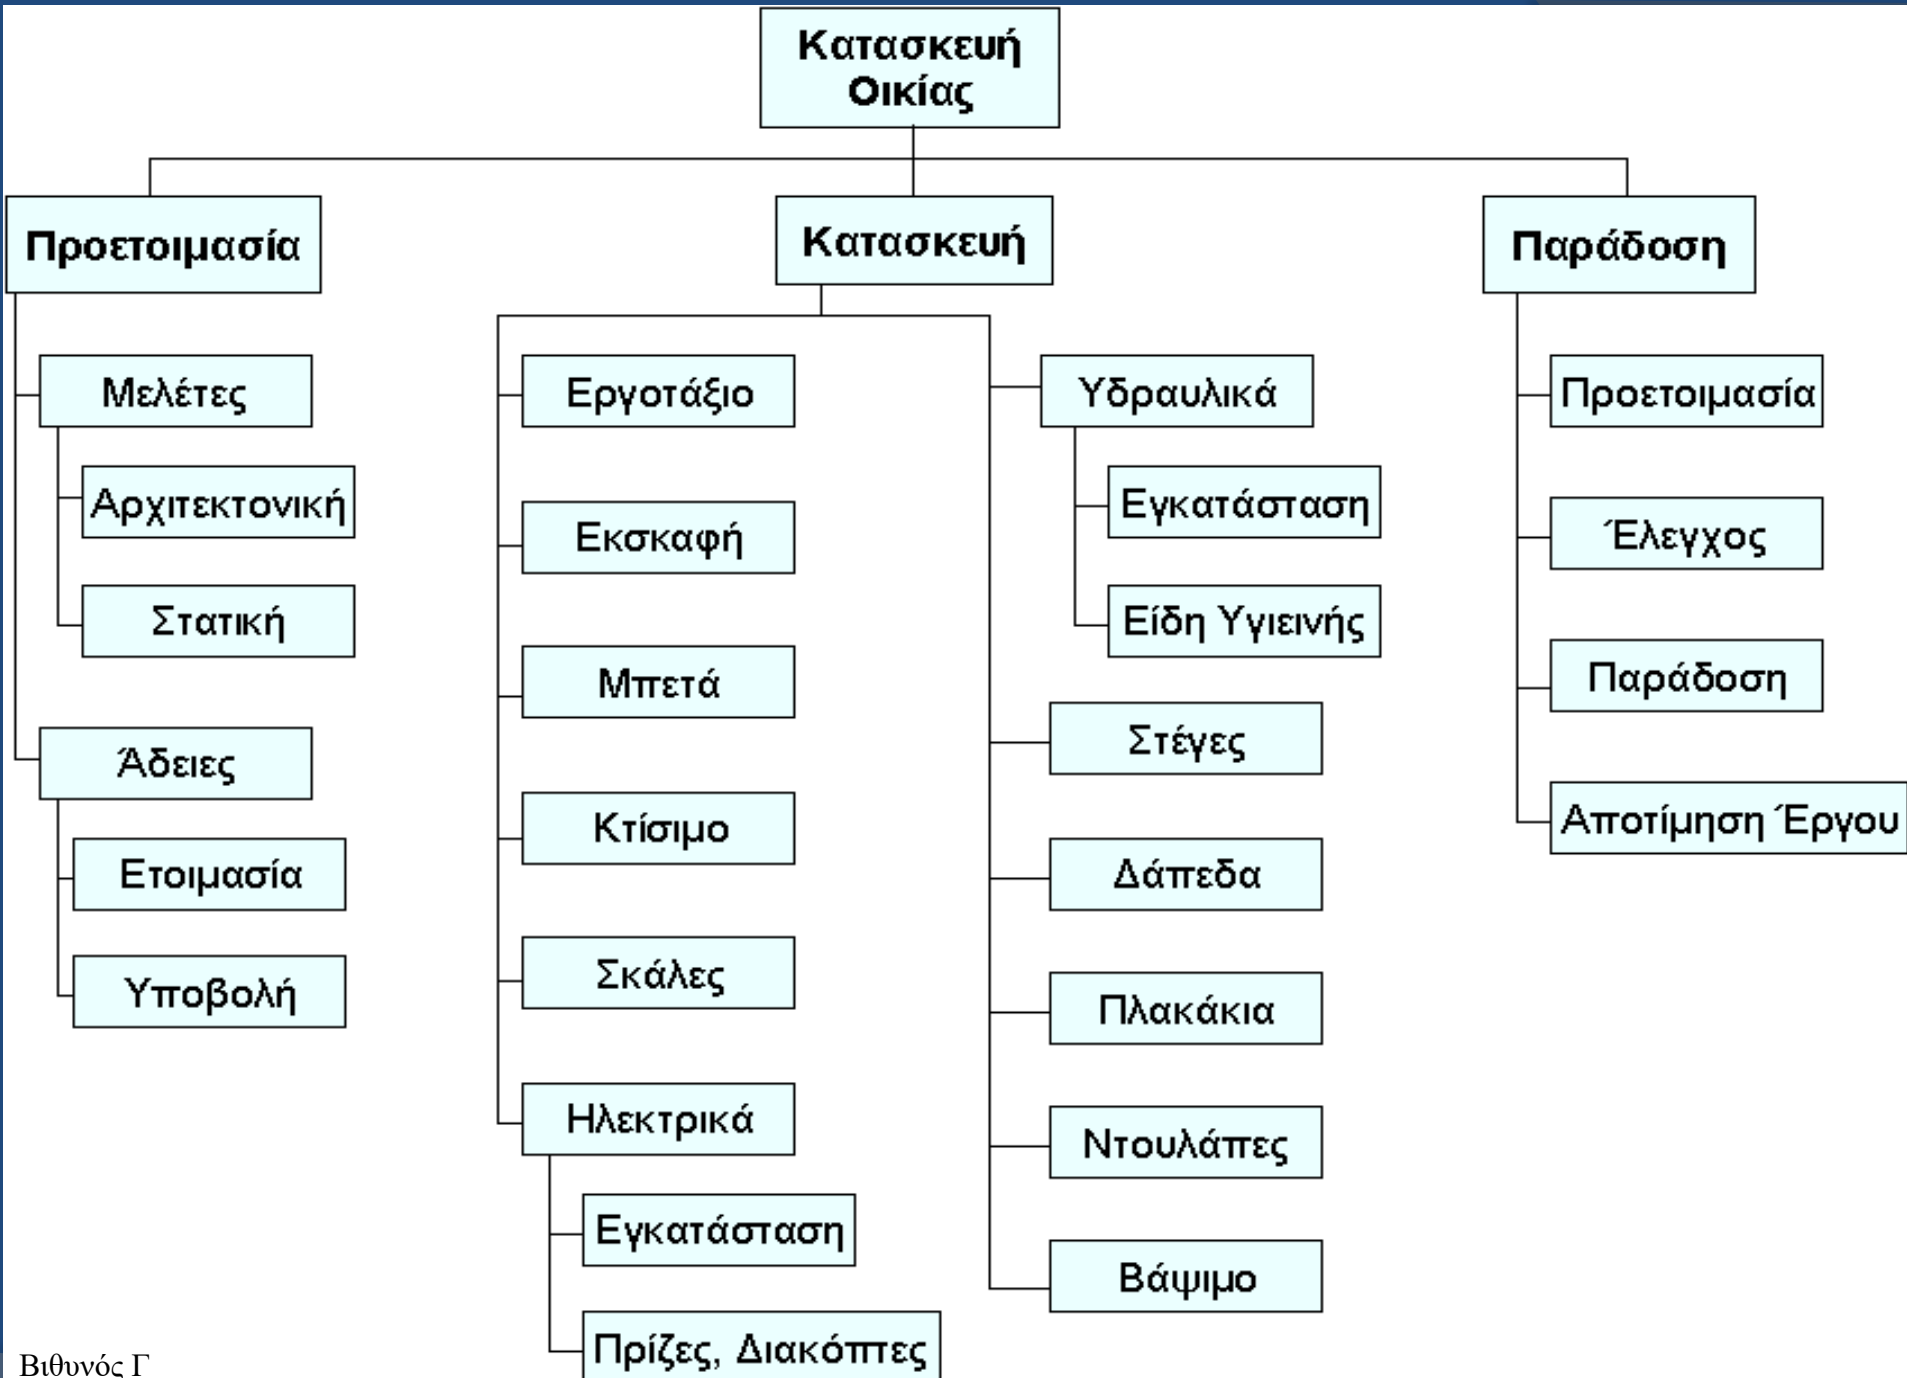 Κατασκευή
Οικίας
Προετοιμασία
Μελέτες
Αρχιτεκτονική
Στατική
Άδειες
Ετοιμασία
Υποβολή
Κατασκευή
Εργοτάξιο
Εκσκαφή
Μπετά
Κτίσιμο
Σκάλες
Ηλεκτρικά
Εγκατάσταση
Πρίζες, Διακόπτες
Υδραυλικά
Εγκατάσταση
Είδη Υγιεινής
Στέγες
Δάπεδα
Πλακάκια
Ντουλάπες
Βάψιμο
Παράδοση
Προετοιμασία
Έλεγχος
Παράδοση
Αποτίμηση Έργου
Βιθυνός Γ